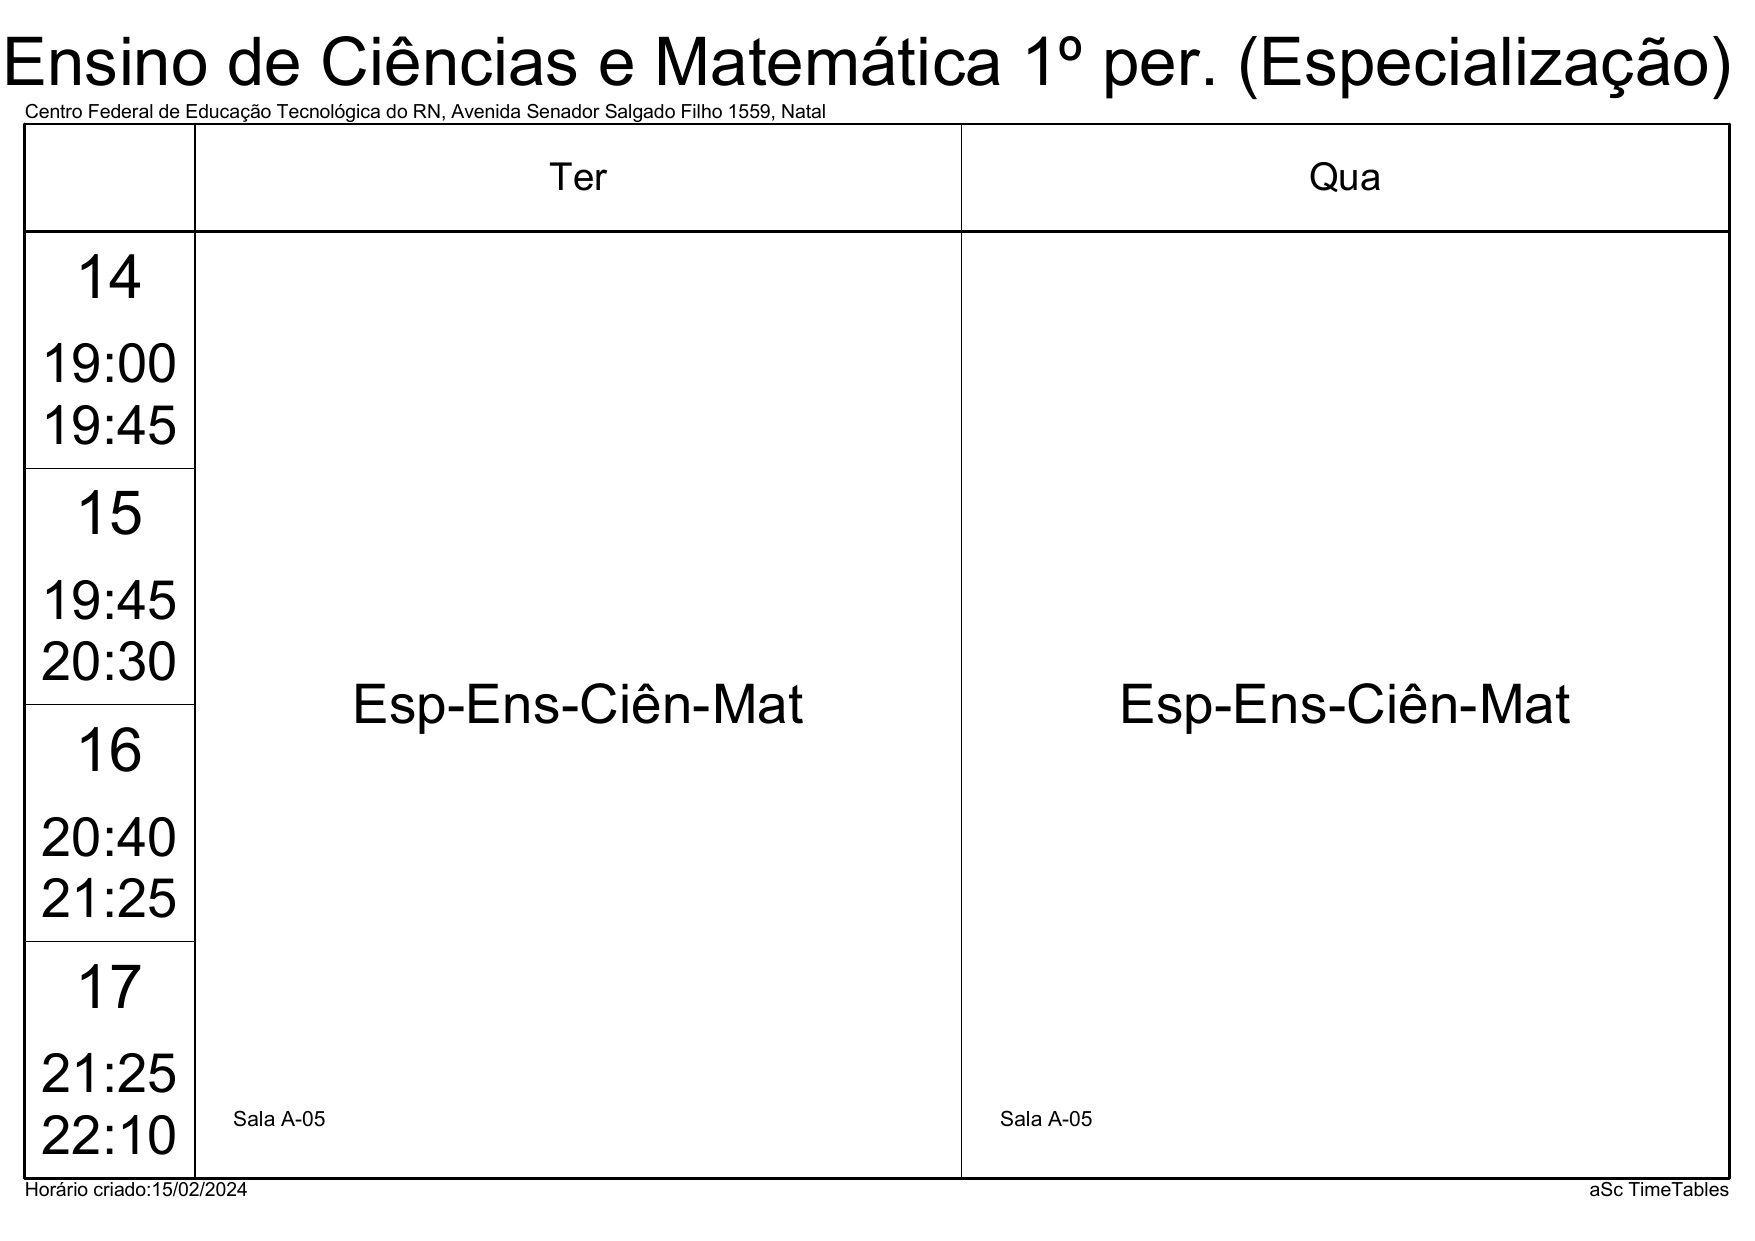 Ensino de Ciências e Matemática 1º per. (Especialização)
Centro Federal de Educação Tecnológica do RN, Avenida Senador Salgado Filho 1559, Natal
Ter
Qua
14
19:00
19:45
15
19:45
20:30
16
20:40
21:25
17
21:25
22:10
Esp-Ens-Ciên-Mat
Sala A-05
Esp-Ens-Ciên-Mat
Sala A-05
Horário criado:15/02/2024
aSc TimeTables